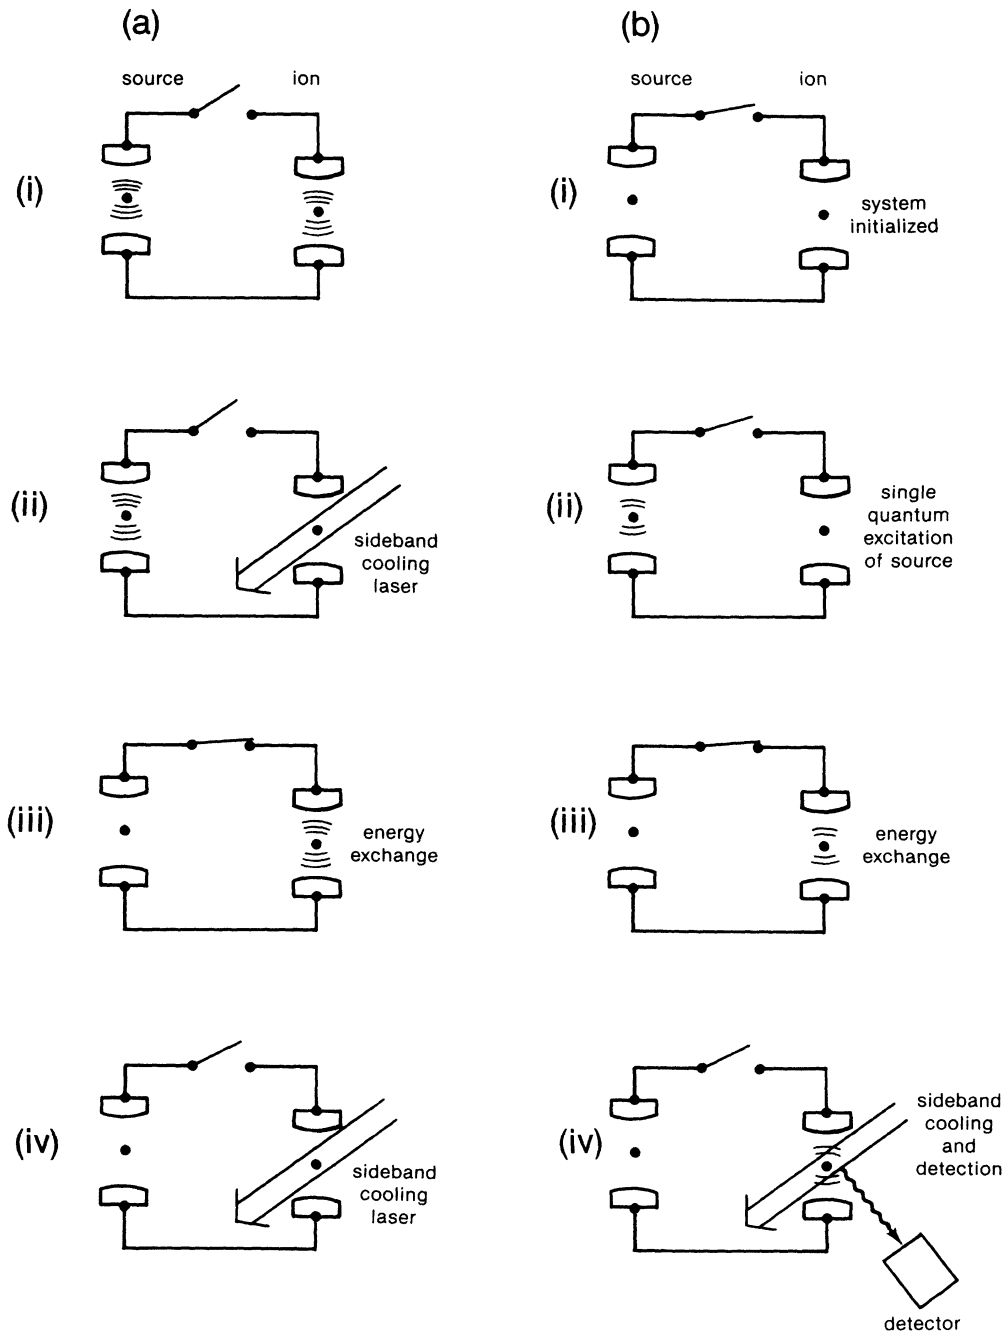 (a)
source ion
(i)
(ii)
sideband
cooling
laser
(iii)
energy
exchange
(iv)
sideband
cooling
laser
(b)
source ion
(i)
system
initialized
(ii)
single
quantum
excitation
of source
(iii)
energy
exchange
(iv)
sideband
cooling
and
detection
detector